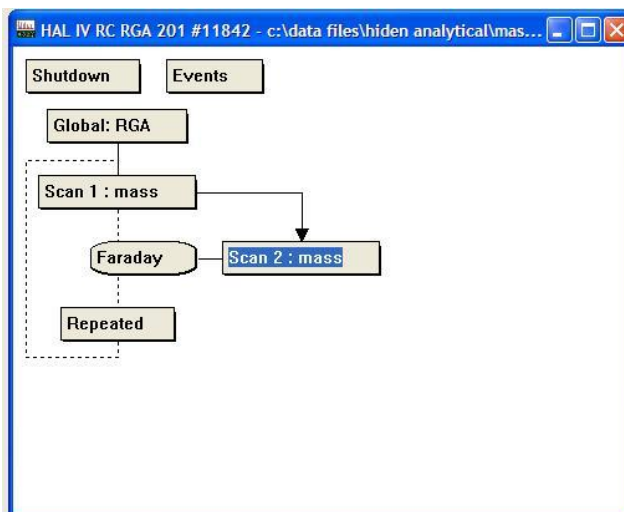 HAL IV RC RGA 201 #11842 - c:\data files\hiden analytical\mas...
Shutdown
Events
Global: RGA
Scan 1 : mass
Faraday
Scan 2 : mass
Repeated